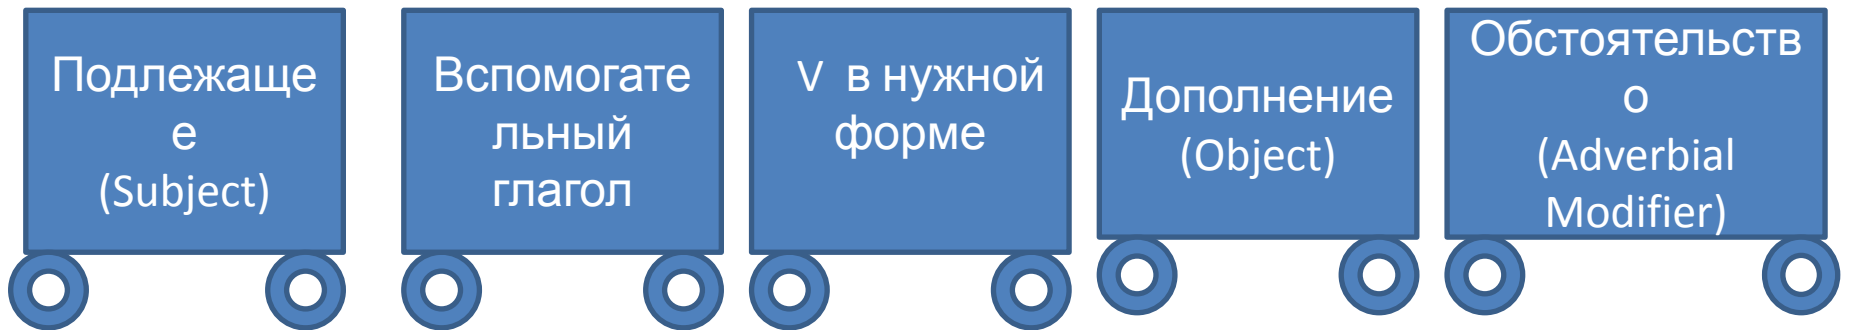 Подлежаще
е
(Subject)
Вспомогате
льный
глагол
V в нужной
форме
Дополнение
(Object)
Обстоятельств
о
(Adverbial
Modifier)